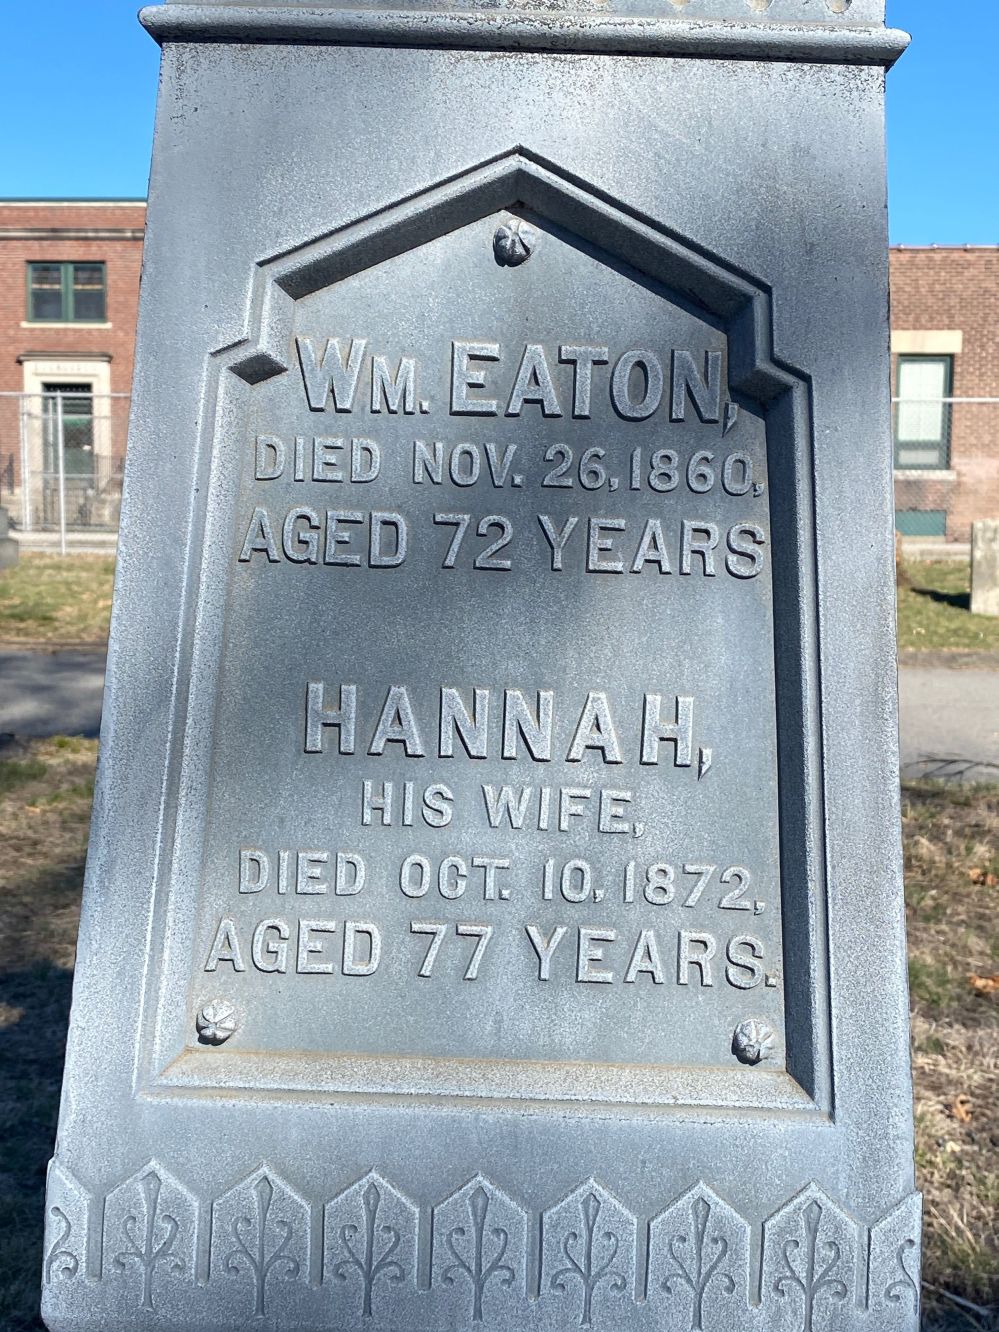 WM. EATON,
DIED NOV. 26, 1860,
AGED 72 YEARS
HANNAH,
HIS WIFE,
DIED OCT. 10, 1872,
AGED 77 YEARS.